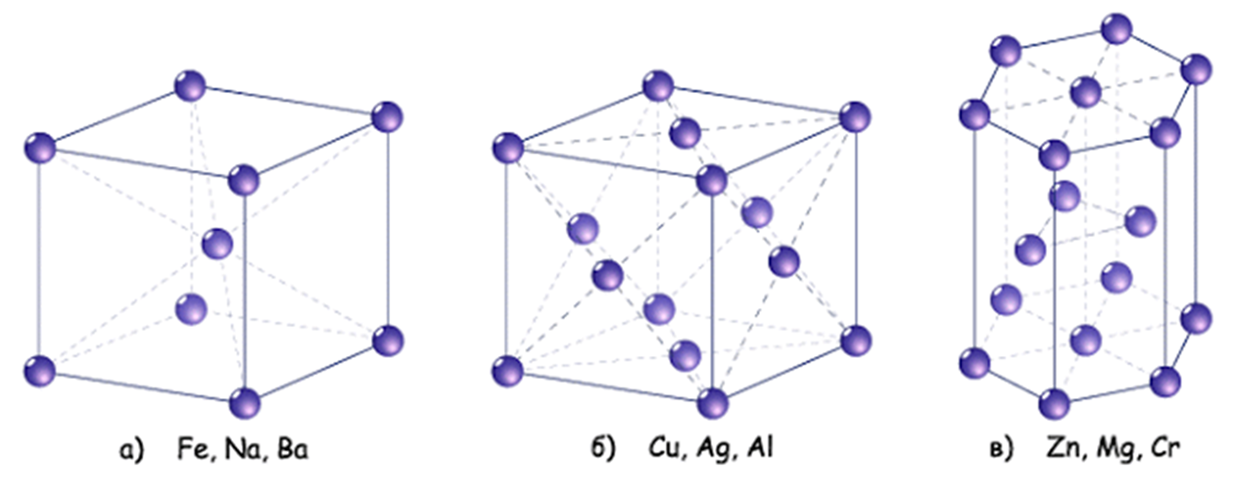 а) Fe, Na, Ba
б) Cu, Ag, Al
в) Zn, Mg, Cr